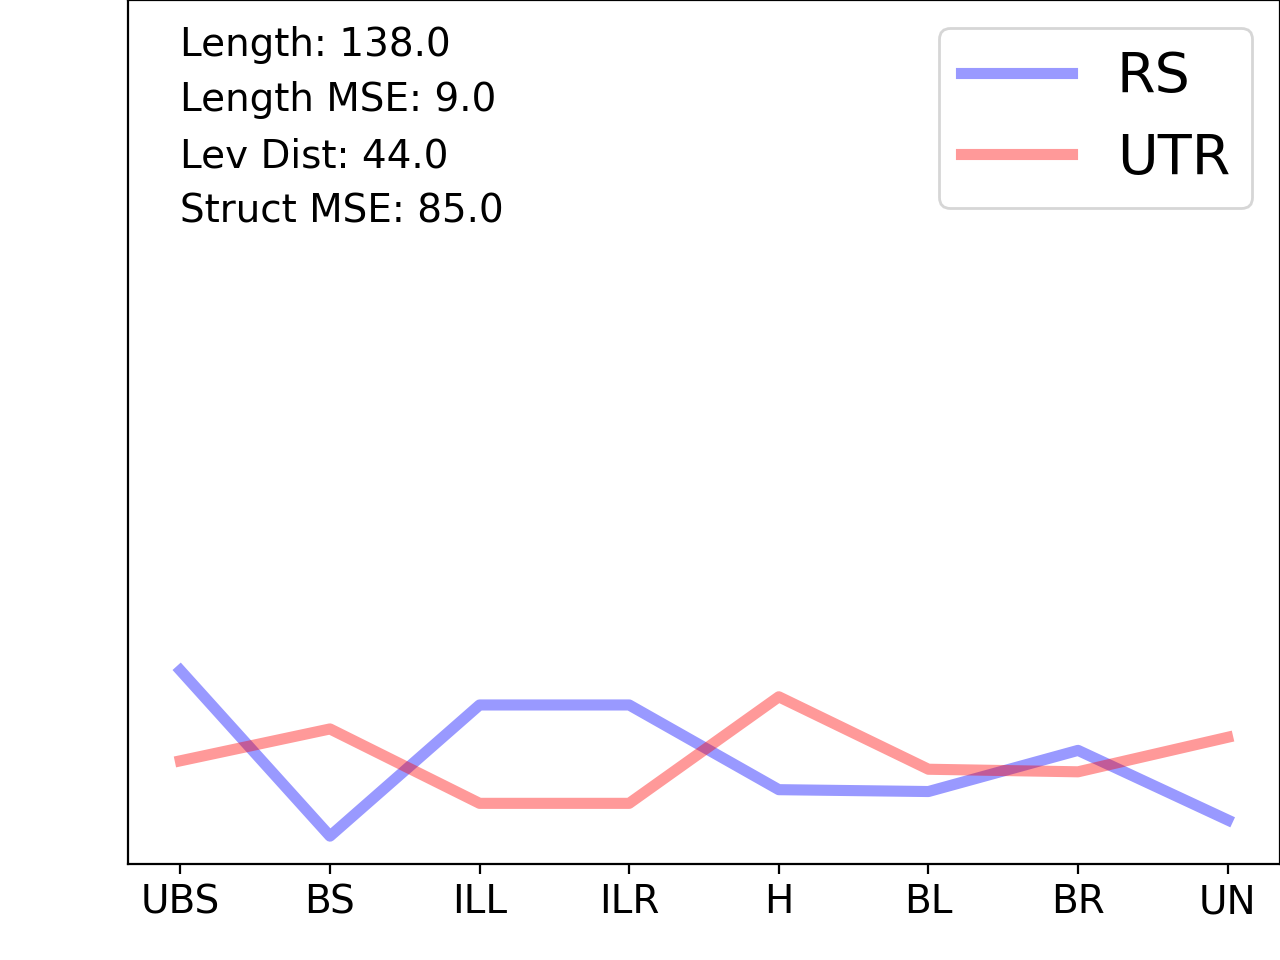 Length: 138.0
Length MSE: 9.0
Lev Dist: 44.0
Struct MSE: 85.0
RS
UTR
UBS BS ILL ILR H BL BR UN